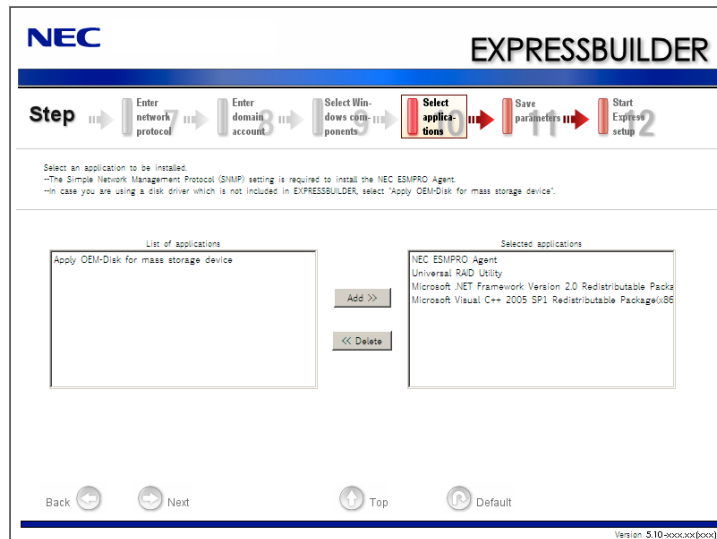 NEC
EXPRESSBUILDER
Step
Enter
network
protocol
7
Enter
domain
account
8
Select Win-
dows com-
ponents
9
Select
applica-
tions
10
Save
parameters
11
Start
Express
setup
12
Select an application to be installed.
--The Simple Network Management Protocol (SNMP) setting is required to install the NEC ESMPRO Agent.
--In case you are using a disk driver which is not included in EXPRESSBUILDER, select "Apply OEM-Disk for mass storage device".
List of applications
Apply OEM-Disk for mass storage device
Add >>
<< Delete
Selected applications
NEC ESMPRO Agent
Universal RAID Utility
Microsoft .NET Framework Version 2.0 Redistributable Packa
Microsoft Visual C++ 2005 SP1 Redistributable Package(x86
Back
Next
Top
Default
Version 5.10-xxx.xx(xxx)